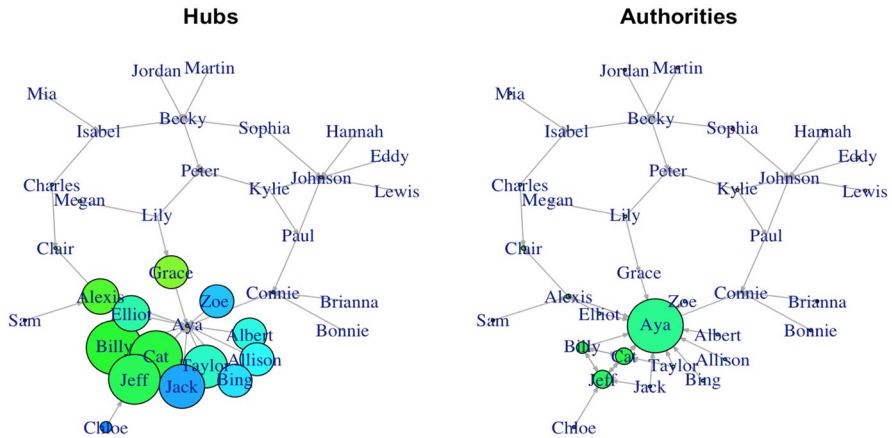 Hubs
Jordan
Martin
Mia
Becky
Isabel
Sophia
Hannah
Eddy
Peter
Johnson
Charles
Kylie
Lewis
Megan
Lily
Paul
Clair
Grace
Alexis
Zoe
Connie
Brianna
Sam
Elliot
Aya
Bonnie
Albert
Billy
Cat
Allison
Taylor
Jeff
Jack
Bing
Chloe
Authorities
Jordan
Martin
Mia
Becky
Isabel
Sophia
Hannah
Eddy
Peter
Johnson
Charles
Kylie
Lewis
Megan
Lily
Paul
Clair
Grace
Alexis
Zoe
Connie
Brianna
Sam
Elliot
Aya
Bonnie
Albert
Billy
Cat
Allison
Taylor
Jeff
Jack
Bing
Chloe